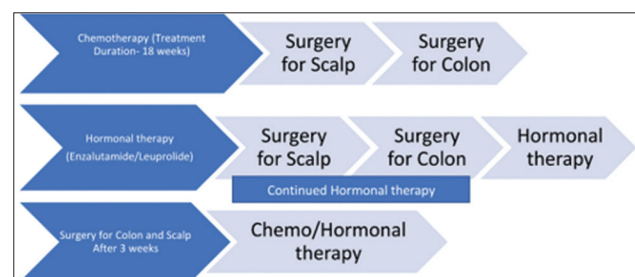 Chemotherapy (Treatment
Duration- 18 weeks)
Surgery
for Scalp
Surgery
for Colon
Hormonal therapy
(Enzalutamide/Leuprolide)
Surgery
for Scalp
Surgery
for Colon
Hormonal
therapy
Continued Hormonal therapy
Surgery for Colon and Scalp
After 3 weeks
Chemo/Hormonal
therapy